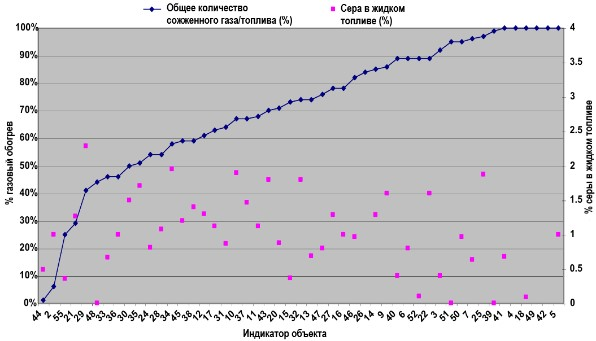 Общее количество
сожженного газа/топлива (%)
Сера в жидком
топливе (%)
% газовый обогрев
100%
90%
80%
70%
60%
50%
40%
30%
20%
10%
0%
4
3.5
3
2.5
2
1.5
1
0.5
0
% серы в жидком топливе
44 2 55 21 29 48 33 30 35 24 28 34 45 38 12 17 31 10 37 11 43 20 15 32 13 47 27 16 46 26 14 9 40 6 52 22 3 51 50 7 25 39 41 4 18 49 42 5
Индикатор объекта